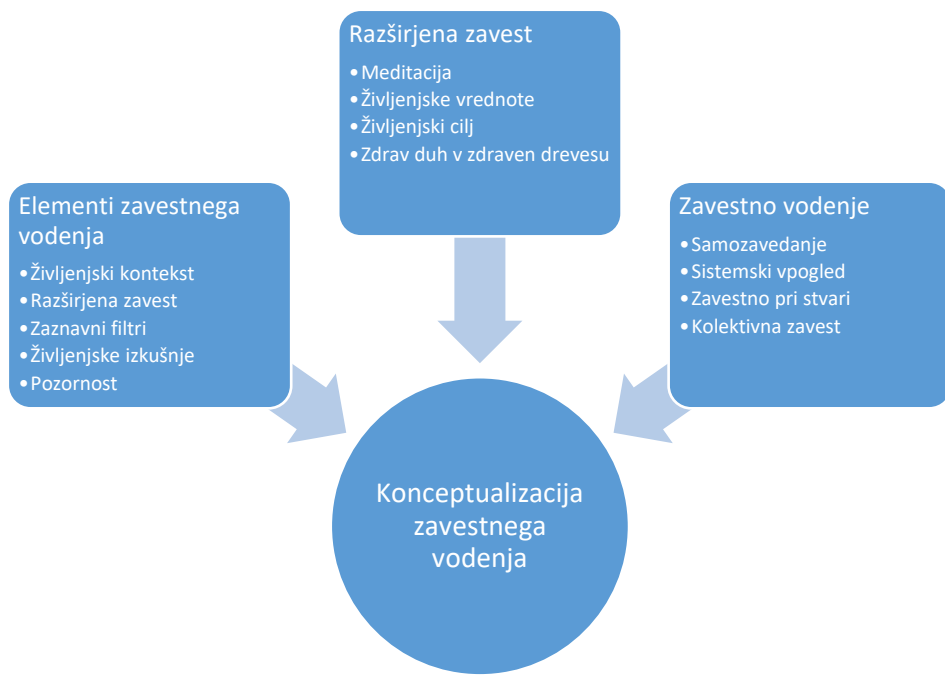 Razširjena zavest
•Meditacija
•Življenjske vrednote
•Življenjski cilj
•Zdrav duh v zdraven drevesu
Elementi zavestnega
vodenja
•Življenjski kontekst
•Razširjena zavest
•Zaznavni filtri
•Življenjske izkušnje
•Pozornost
Zavestno vodenje
•Samozavedanje
•Sistemski vpogled
•Zavestno pri stvari
•Kolektivna zavest
Konceptualizacija
zavestnega
vodenja